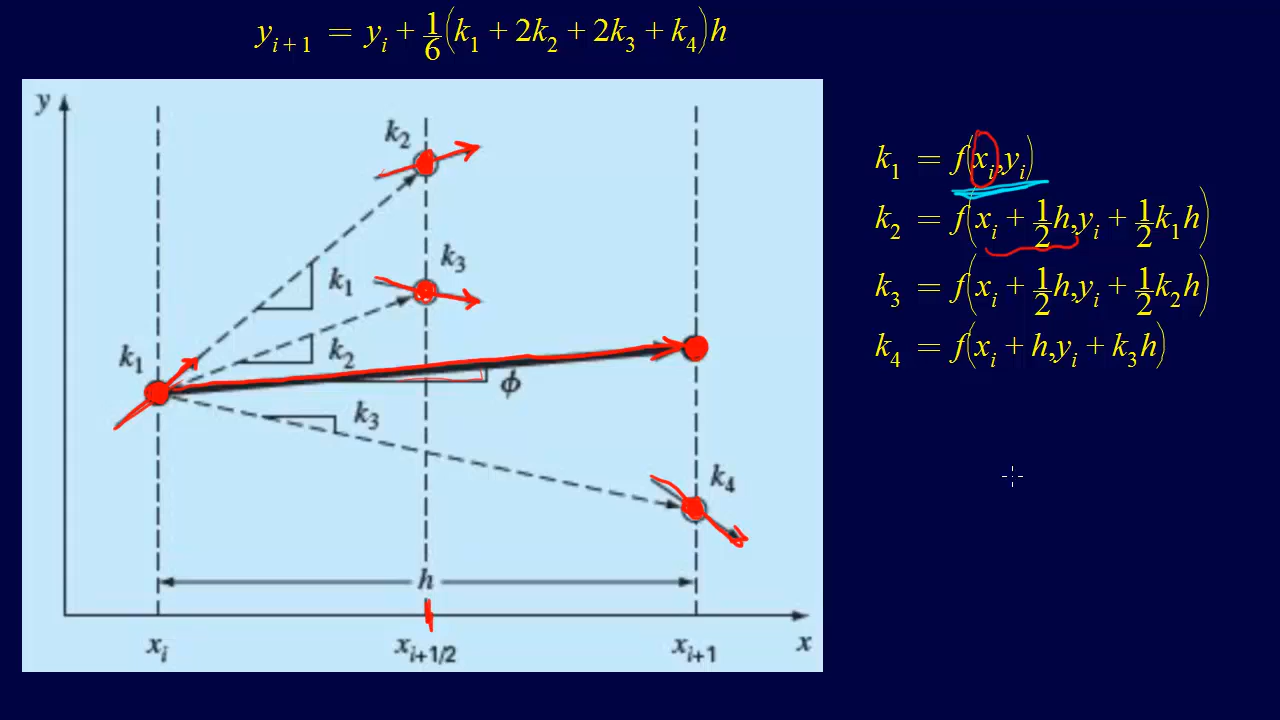 yᵢ₊₁ = yᵢ + 1/6(k₁ + 2k₂ + 2k₃ + k₄)h
y
k₂
k₃
k₁
k₂
k₁
ϕ
k₃
k₄
h
xᵢ
xᵢ₊₁/₂
xᵢ₊₁
x
k₁ = f(xᵢ,yᵢ)
k₂ = f(xᵢ + 1/2h,yᵢ + 1/2k₁h)
k₃ = f(xᵢ + 1/2h,yᵢ + 1/2k₂h)
k₄ = f(xᵢ + h,yᵢ + k₃h)